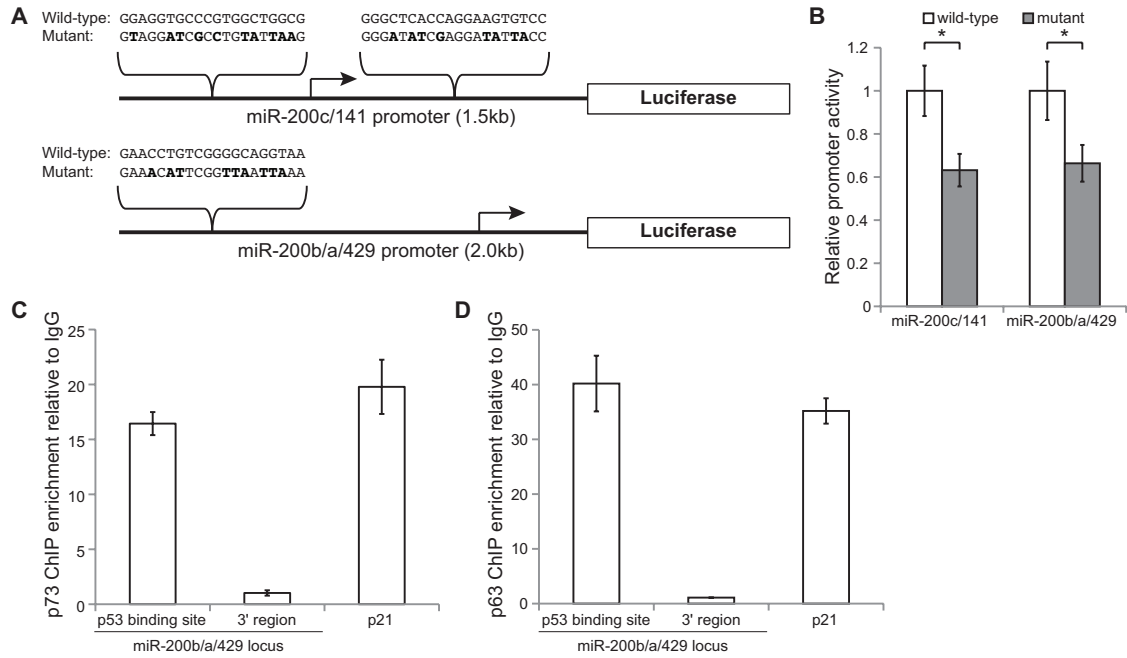 A
Wild-type: GGAGGTGCCCGTGGCTGGCG GGGCTCACCAGGAAGTGTCC
Mutant: GTAGGATCGCCTGTATTAAG GGGATATCGAGGATATTACC
miR-200c/141 promoter (1.5kb)
Luciferase
Wild-type: GAACCTGTCGGGGCAGGTAA
Mutant: GAAACATTCGGTTAATTAAA
miR-200b/a/429 promoter (2.0kb)
Luciferase
B
wild-type mutant
* *
Relative promoter activity
1.2
1
0.8
0.6
0.4
0.2
0
miR-200c/141 miR-200b/a/429
C
p73 ChIP enrichment relative to IgG
25
20
15
10
5
0
p53 binding site 3' region p21
miR-200b/a/429 locus
D
p63 ChIP enrichment relative to IgG
50
40
30
20
10
0
p53 binding site 3' region p21
miR-200b/a/429 locus